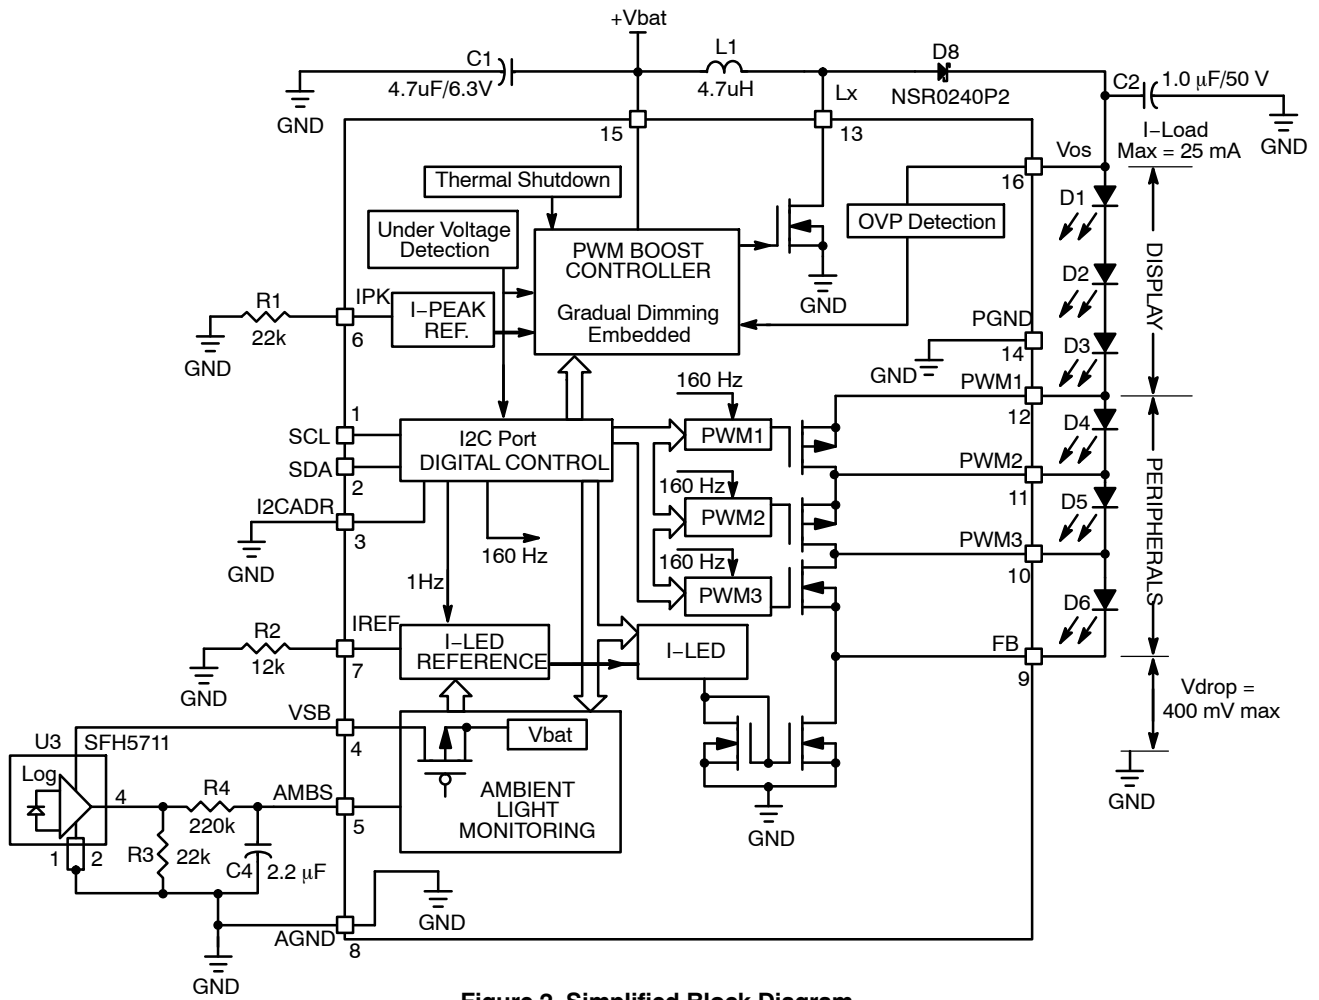 +Vbat
C1
4.7uF/6.3V
L1
4.7uH
D8
NSR0240P2
Lx
C2
1.0 μF/50 V
GND
GND
15
13
I−Load
Max = 25 mA
Vos
16
Thermal Shutdown
Under Voltage
Detection
PWM BOOST
CONTROLLER
Gradual Dimming
Embedded
OVP Detection
GND
D1
D2
D3
DISPLAY
R1
22k
GND
IPK
6
I−PEAK
REF.
PGND
14
GND
PWM1
12
160 Hz
PWM1
SCL
1
SDA
2
I2C Port
DIGITAL CONTROL
D4
PWM2
11
160 Hz
PWM2
I2CADR
3
GND
160 Hz
1Hz
D5
PWM3
10
160 Hz
PWM3
D6
PERIPHERALS
R2
12k
GND
IREF
7
I−LED
REFERENCE
I−LED
FB
9
Vdrop =
400 mV max
GND
VSB
4
Vbat
U3
SFH5711
Log
4
1
2
R4
220k
AMBS
5
AMBIENT
LIGHT
MONITORING
GND
R3
22k
C4
2.2 μF
GND
AGND
8
GND
Figure 2. Simplified Block Diagram